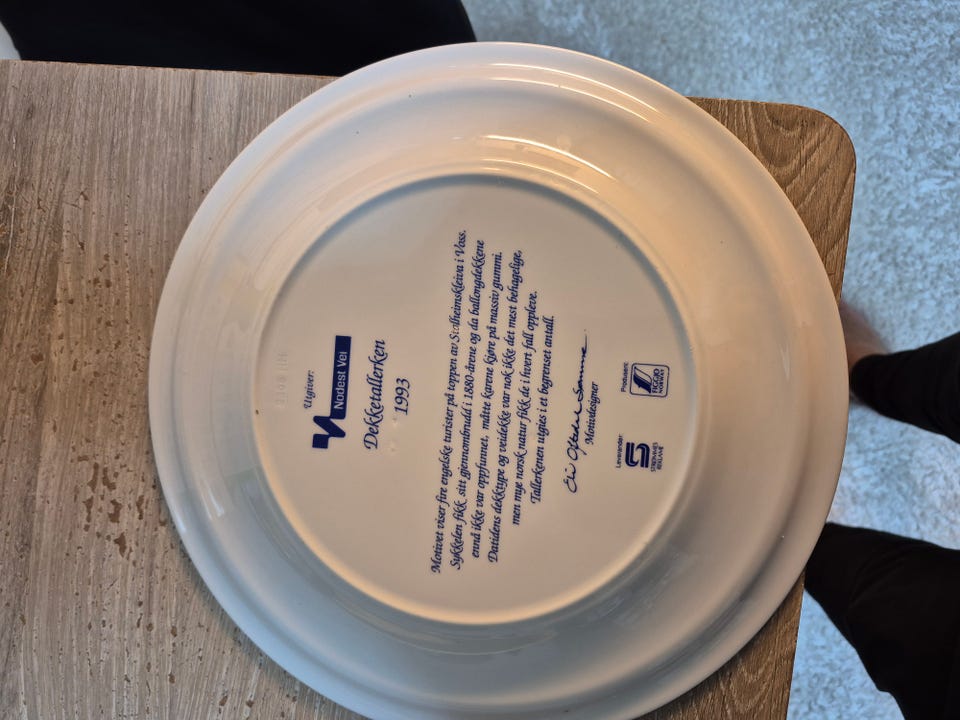 Utgiver:
Nodest Vei
Dekketallerken
1993
Motivet viser fire engelske turister på toppen av Stalheimskleiva i Voss.
Sykkelen fikk sitt gjennombrudd i 1880-årene og da ballongdekkene
ennå ikke var oppfunnet, måtte karene kjøre på massiv gummi.
Datidens dekktype og veidekke var nok ikke det mest behagelige,
men mye norsk natur fikk de i hvert fall oppleve.
Tallerkenen utgies i et begrenset antall.
Motivdesigner
Leverandør: Produsent:
STRØMNES REKLAME
FIGGJO
NORWAY